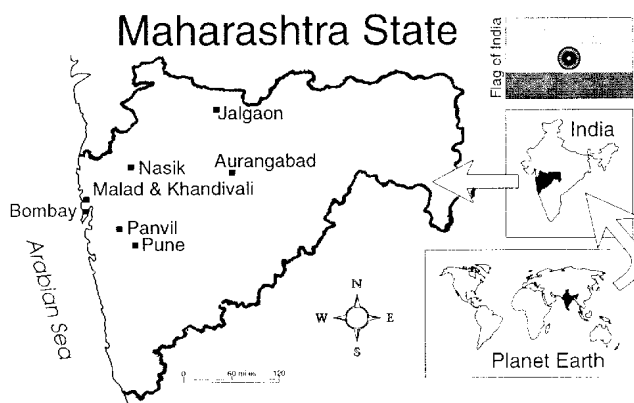 Maharashtra State
Flag of India
India
Jalgaon
Nasik
Aurangabad
Malad & Khandivali
Bombay
Panvil
Pune
Arabian Sea
N
W E
S
0 60 miles 120
Planet Earth